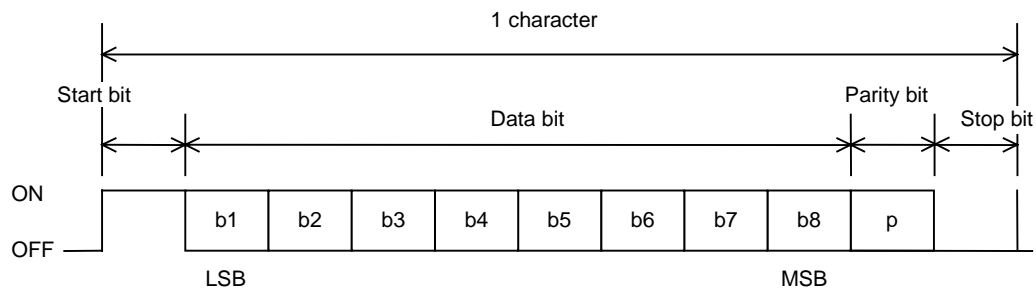 1 character
Start bit
Data bit
Parity bit
Stop bit
ON
b1 b2 b3 b4 b5 b6 b7 b8 p
OFF
LSB MSB